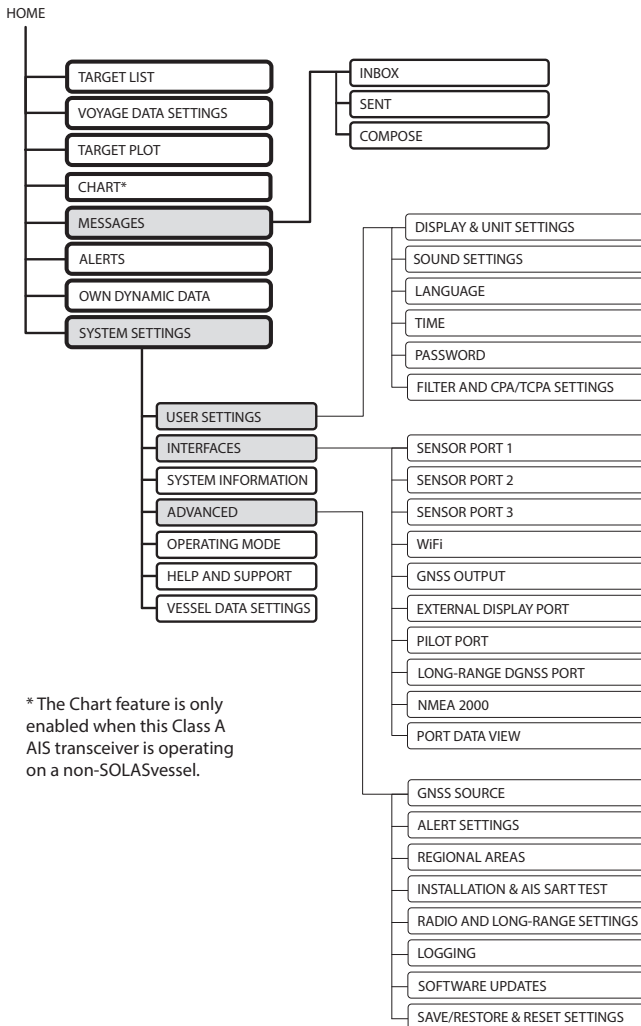 HOME
TARGET LIST
VOYAGE DATA SETTINGS
TARGET PLOT
CHART*
MESSAGES
ALERTS
OWN DYNAMIC DATA
SYSTEM SETTINGS
INBOX
SENT
COMPOSE
USER SETTINGS
INTERFACES
SYSTEM INFORMATION
ADVANCED
OPERATING MODE
HELP AND SUPPORT
VESSEL DATA SETTINGS
DISPLAY & UNIT SETTINGS
SOUND SETTINGS
LANGUAGE
TIME
PASSWORD
FILTER AND CPA/TCPA SETTINGS
SENSOR PORT 1
SENSOR PORT 2
SENSOR PORT 3
WiFi
GNSS OUTPUT
EXTERNAL DISPLAY PORT
PILOT PORT
LONG-RANGE DGNSS PORT
NMEA 2000
PORT DATA VIEW
GNSS SOURCE
ALERT SETTINGS
REGIONAL AREAS
INSTALLATION & AIS SART TEST
RADIO AND LONG-RANGE SETTINGS
LOGGING
SOFTWARE UPDATES
SAVE/RESTORE & RESET SETTINGS
* The Chart feature is only
enabled when this Class A
AIS transceiver is operating
on a non-SOLASvessel.